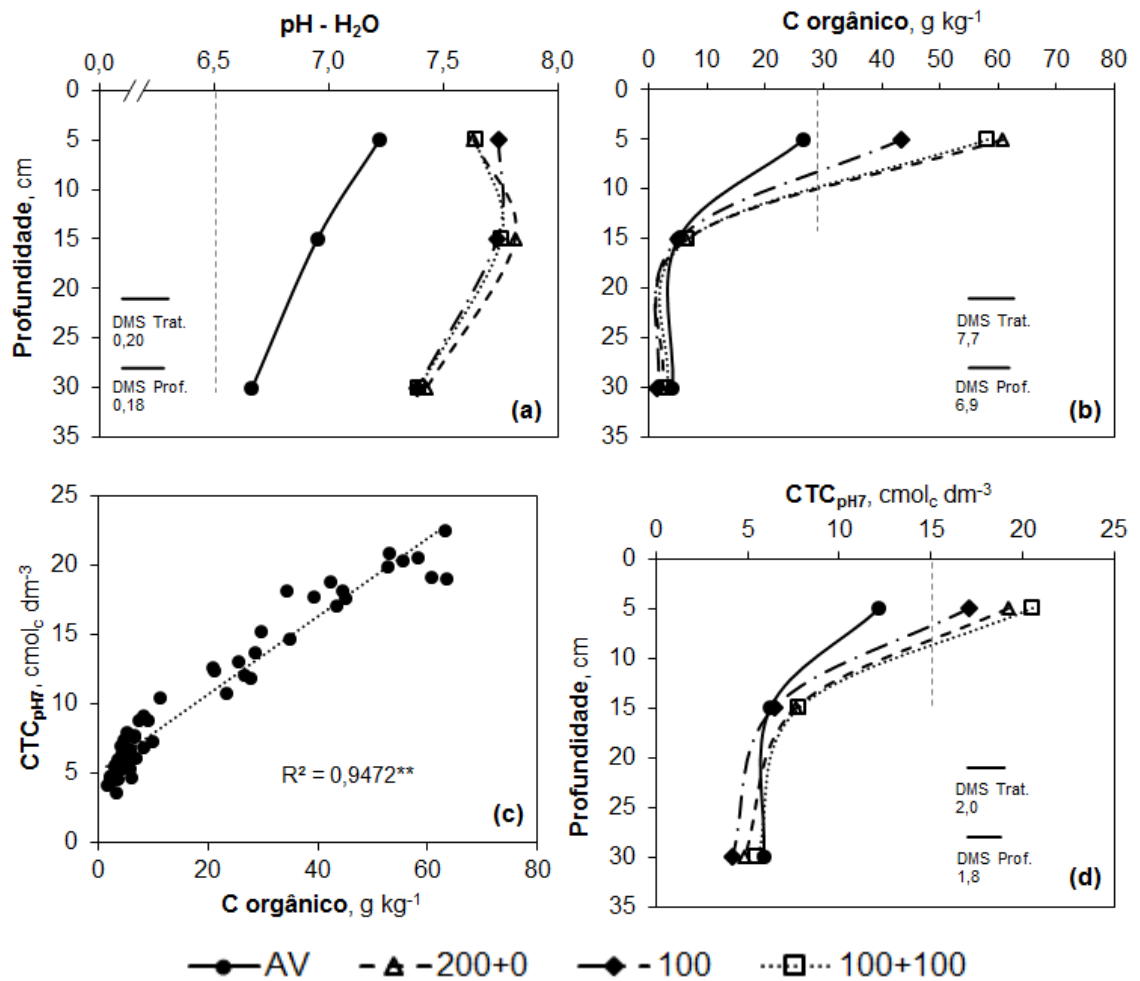 pH - H₂O
0,0 6,5 7,0 7,5 8,0
0
5
10
15
20
25
30
35
Profundidade, cm
DMS Trat.
0,20
DMS Prof.
0,18
(a)
C orgânico, g kg⁻¹
0 10 20 30 40 50 60 70 80
0
5
10
15
20
25
30
35
DMS Trat.
7,7
DMS Prof.
6,9
(b)
25
20
15
10
5
0
CTCpH7, cmolc dm⁻³
R² = 0,9472**
(c)
0 20 40 60 80
C orgânico, g kg⁻¹
CTCpH7, cmolc dm⁻³
0 5 10 15 20 25
0
5
10
15
20
25
30
35
Profundidade, cm
DMS Trat.
2,0
DMS Prof.
1,8
(d)
AV 200+0 100 100+100